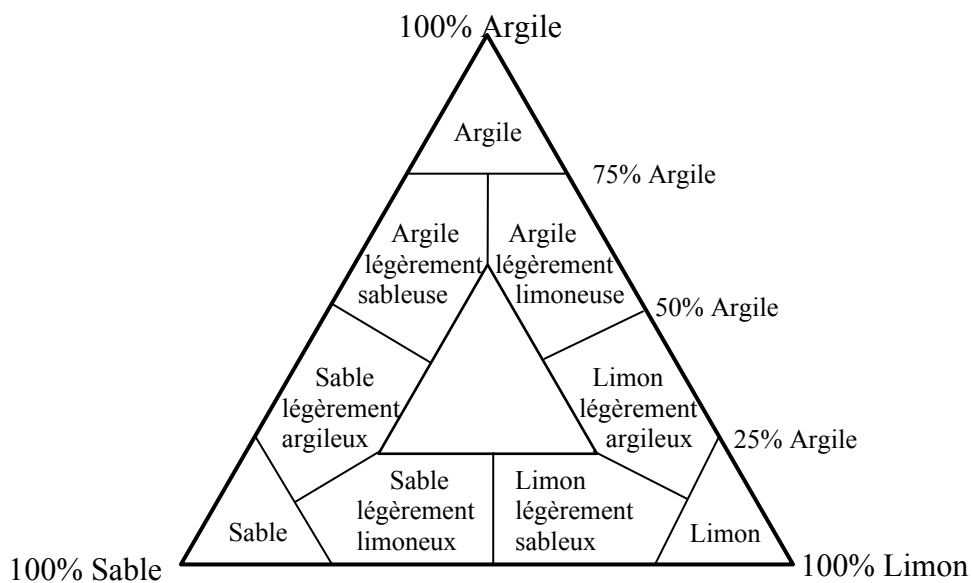 100% Argile
Argile
75% Argile
Argile
légèrement
sableuse
Argile
légèrement
limoneuse
50% Argile
Sable
légèrement
argileux
Limon
légèrement
argileux
25% Argile
Sable
Sable
légèrement
limoneux
Limon
légèrement
sableux
Limon
100% Sable
100% Limon